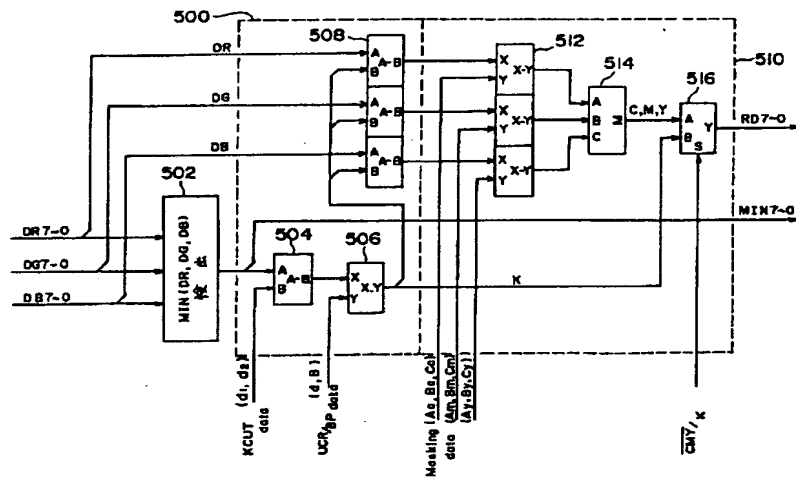 500
508
DR
A
B
A-B
DG
A
B
A-B
DB
A
B
A-B
502
DR7~0
DG7~0
DB7~0
MIN(DR, DG, DB)
検出
504
A
B
A-B
506
X
Y
X.Y
512
X
Y
X-Y
X
Y
X-Y
X
Y
X-Y
514
A
B
C
M
C,M,Y
516
A
B
S
Y
510
RD7~0
MIN7~0
K
KCUT (d1, d2)
data
UCR/BP data
(d, B)
Masking (Ac, Bc, Cc)
data (Am, Bm, Cm)
(Ay, By, Cy)
CMY/K